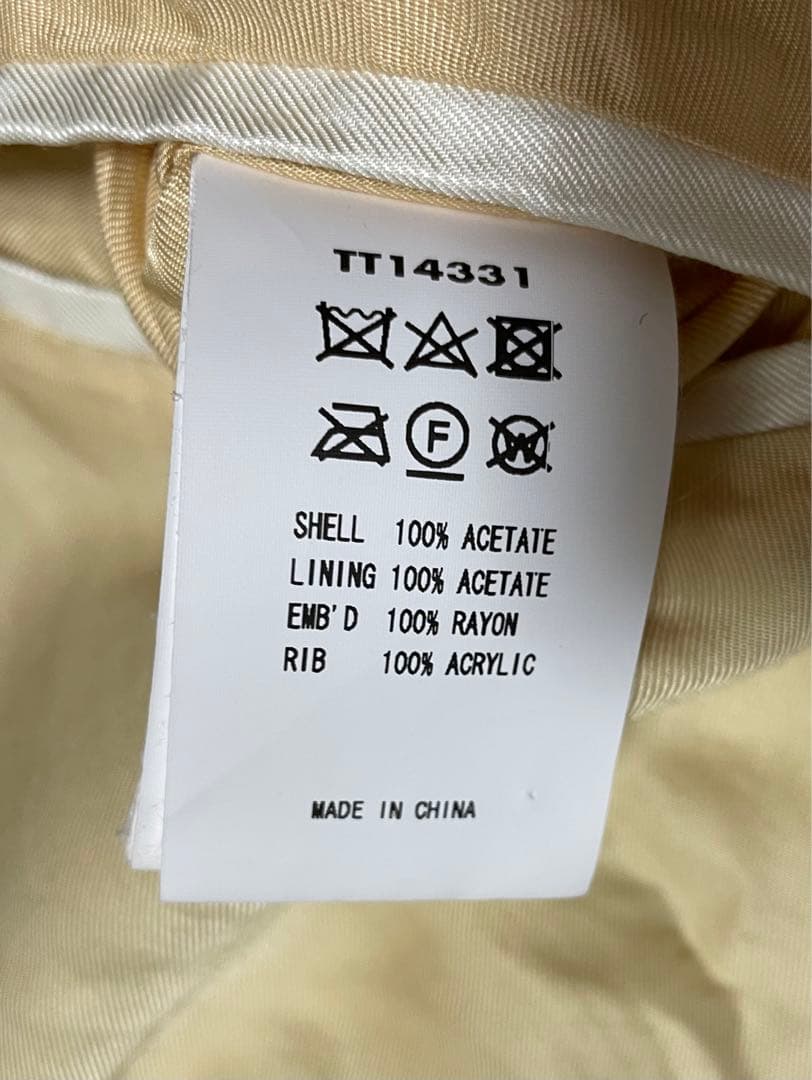 TT14331
F
W
SHELL 100% ACETATE
LINING 100% ACETATE
EMB'D 100% RAYON
RIB 100% ACRYLIC
MADE IN CHINA